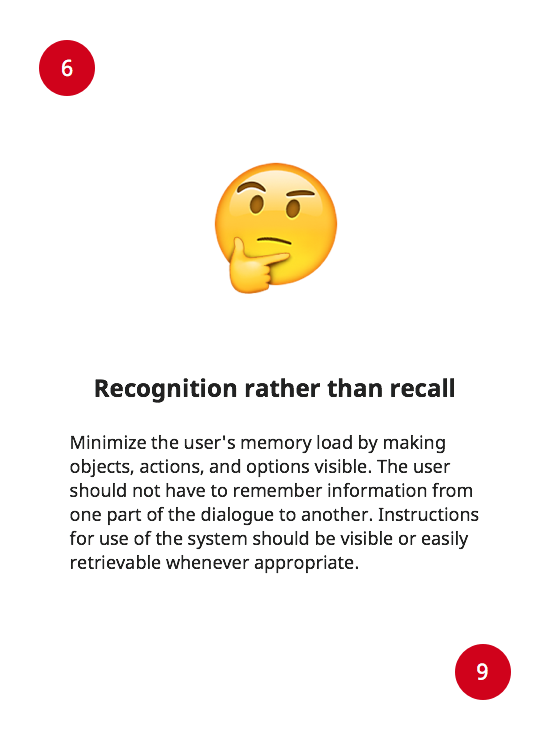 6
Recognition rather than recall
Minimize the user's memory load by making
objects, actions, and options visible. The user
should not have to remember information from
one part of the dialogue to another. Instructions
for use of the system should be visible or easily
retrievable whenever appropriate.
9